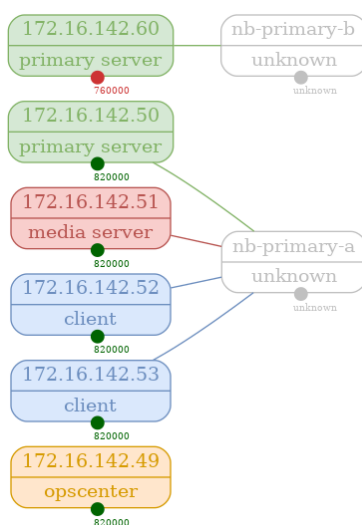 172.16.142.60
primary server
760000
nb-primary-b
unknown
unknown
172.16.142.50
primary server
820000
172.16.142.51
media server
820000
nb-primary-a
unknown
unknown
172.16.142.52
client
820000
172.16.142.53
client
820000
172.16.142.49
opscenter
820000